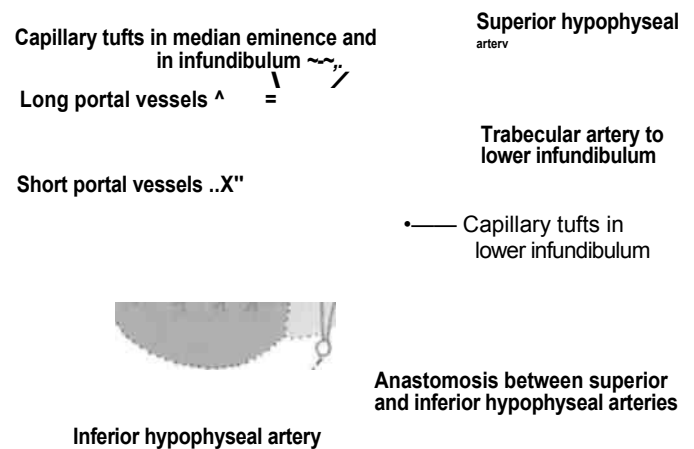 Capillary tufts in median eminence and
in infundibulum ~-~,.
Superior hypophyseal
arterv
Long portal vessels ^ =
Trabecular artery to
lower infundibulum
Short portal vessels ..X"
•—— Capillary tufts in
lower infundibulum
Anastomosis between superior
and inferior hypophyseal arteries
Inferior hypophyseal artery